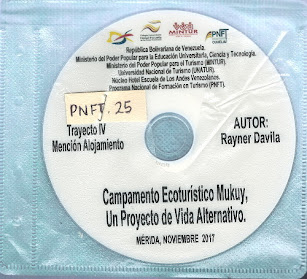 MINTUR
PNFT
República Bolivariana de Venezuela.
Ministerio del Poder Popular para la Educación Universitaria, Ciencia y Tecnología.
Ministerio del Poder Popular para el Turismo (MINTUR).
Universidad Nacional de Turismo (UNATUR).
Núcleo Hotel Escuela de Los Andes Venezolanos.
Programa Nacional de Formación en Turismo (PNFT).
PNFT. 25
Trayecto IV
Mención Alojamiento
AUTOR:
Rayner Davila
Campamento Ecoturístico Mukuy,
Un Proyecto de Vida Alternativo.
MÉRIDA, NOVIEMBRE 2017